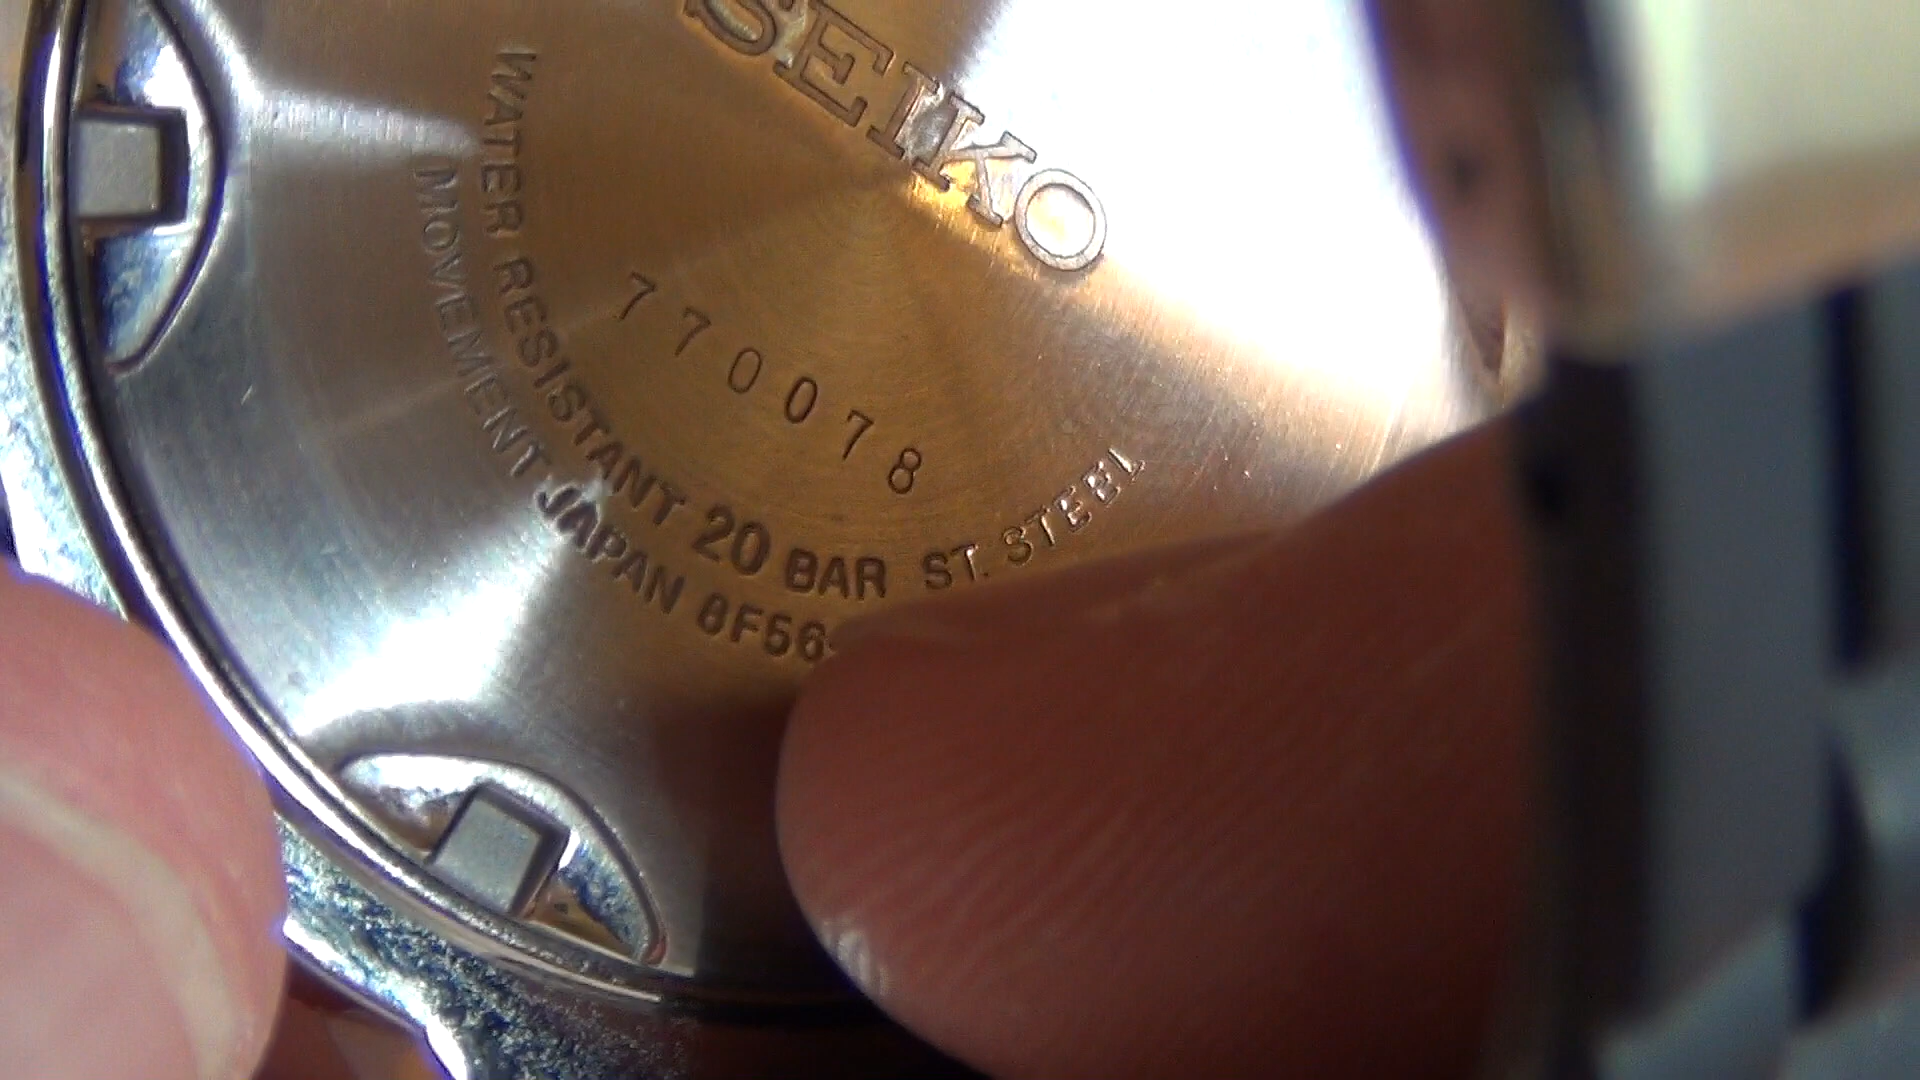 SEIKO
770078
WATER RESISTANT 20 BAR ST. STEEL
MOVEMENT JAPAN 8F56-